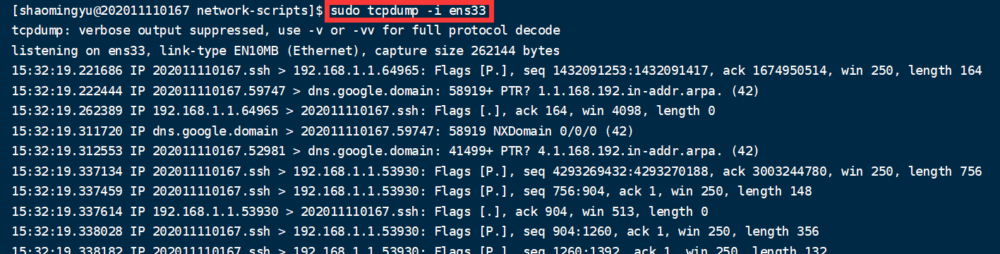 [shaomingyu@202011110167 network-scripts]$ sudo tcpdump -i ens33
tcpdump: verbose output suppressed, use -v or -vv for full protocol decode
listening on ens33, link-type EN10MB (Ethernet), capture size 262144 bytes
15:32:19.221686 IP 202011110167.ssh > 192.168.1.1.64965: Flags [P.], seq 1432091253:1432091417, ack 1674950514, win 250, length 164
15:32:19.222444 IP 202011110167.59747 > dns.google.domain: 58919+ PTR? 1.1.168.192.in-addr.arpa. (42)
15:32:19.262389 IP 192.168.1.1.64965 > 202011110167.ssh: Flags [.], ack 164, win 4098, length 0
15:32:19.311720 IP dns.google.domain > 202011110167.59747: 58919 NXDomain 0/0/0 (42)
15:32:19.312553 IP 202011110167.52981 > dns.google.domain: 41499+ PTR? 4.1.168.192.in-addr.arpa. (42)
15:32:19.337134 IP 202011110167.ssh > 192.168.1.1.53930: Flags [P.], seq 4293269432:4293270188, ack 3003244780, win 250, length 756
15:32:19.337459 IP 202011110167.ssh > 192.168.1.1.53930: Flags [P.], seq 756:904, ack 1, win 250, length 148
15:32:19.337614 IP 192.168.1.1.53930 > 202011110167.ssh: Flags [.], ack 904, win 513, length 0
15:32:19.338028 IP 202011110167.ssh > 192.168.1.1.53930: Flags [P.], seq 904:1260, ack 1, win 250, length 356
15:32:19.338182 IP 202011110167.ssh > 192.168.1.1.53930: Flags [P.], seq 1260:1392, ack 1, win 250, length 132